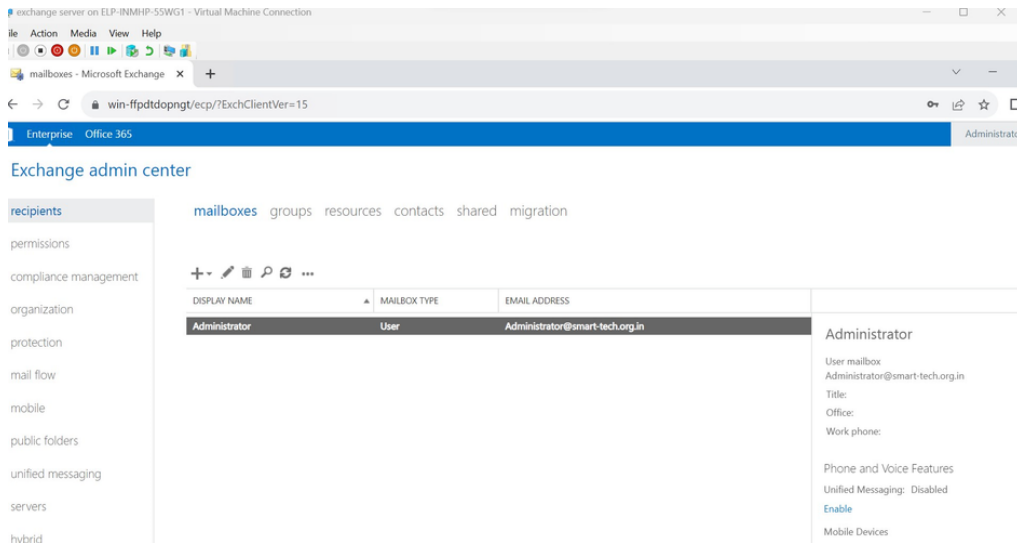 exchange server on ELP-INMHP-55WG1 - Virtual Machine Connection
ile Action Media View Help
mailboxes - Microsoft Exchange
win-ffpdtdopngt/ecp/?ExchClientVer=15
Enterprise Office 365
Administrato
Exchange admin center
recipients
permissions
compliance management
organization
protection
mail flow
mobile
public folders
unified messaging
servers
hybrid
mailboxes groups resources contacts shared migration
DISPLAY NAME MAILBOX TYPE EMAIL ADDRESS
Administrator User Administrator@smart-tech.org.in
Administrator
User mailbox
Administrator@smart-tech.org.in
Title:
Office:
Work phone:
Phone and Voice Features
Unified Messaging: Disabled
Enable
Mobile Devices